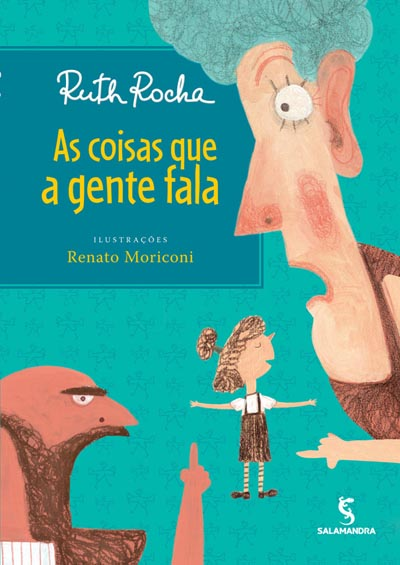 Ruth Rocha
As coisas que
a gente fala
ILUSTRAÇÕES
Renato Moriconi
SALAMANDRA